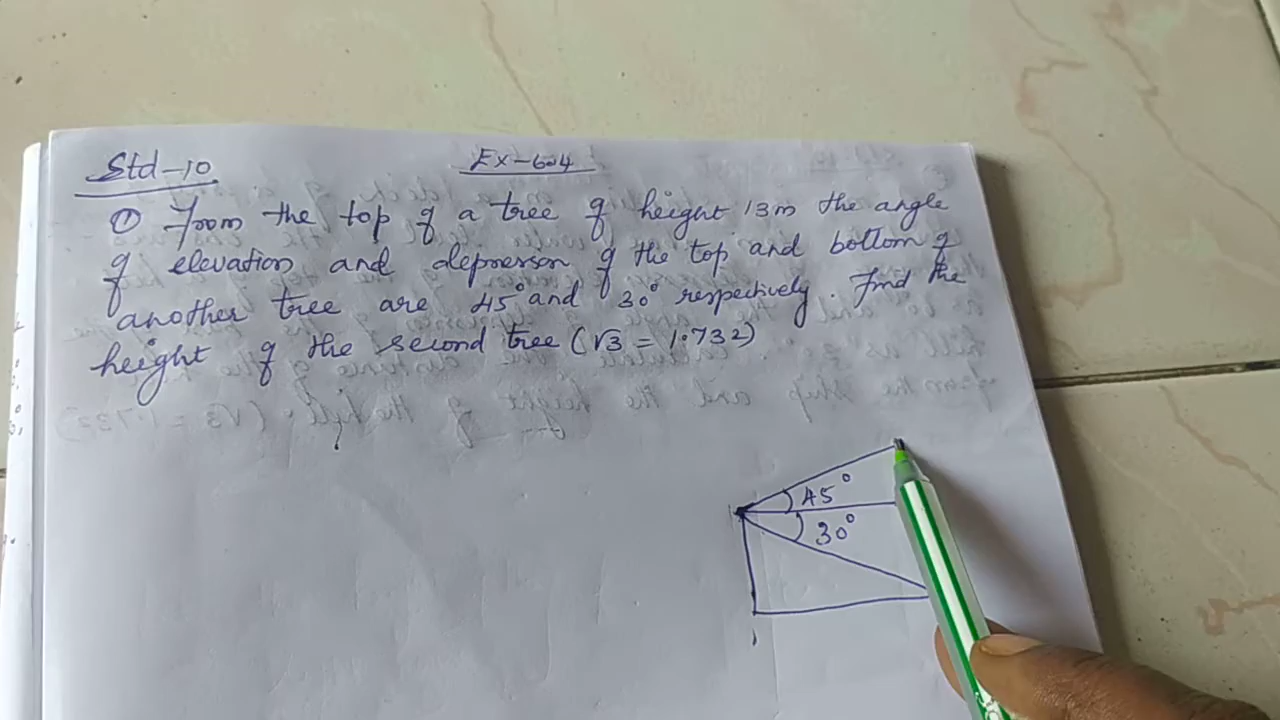 Std-10
Ex-6.4
① From the top of a tree of height 13m the angle
of elevation and depression of the top and bottom of
another tree are 45° and 30° respectively. Find the
height of the second tree (√3 = 1.732)
45°
30°